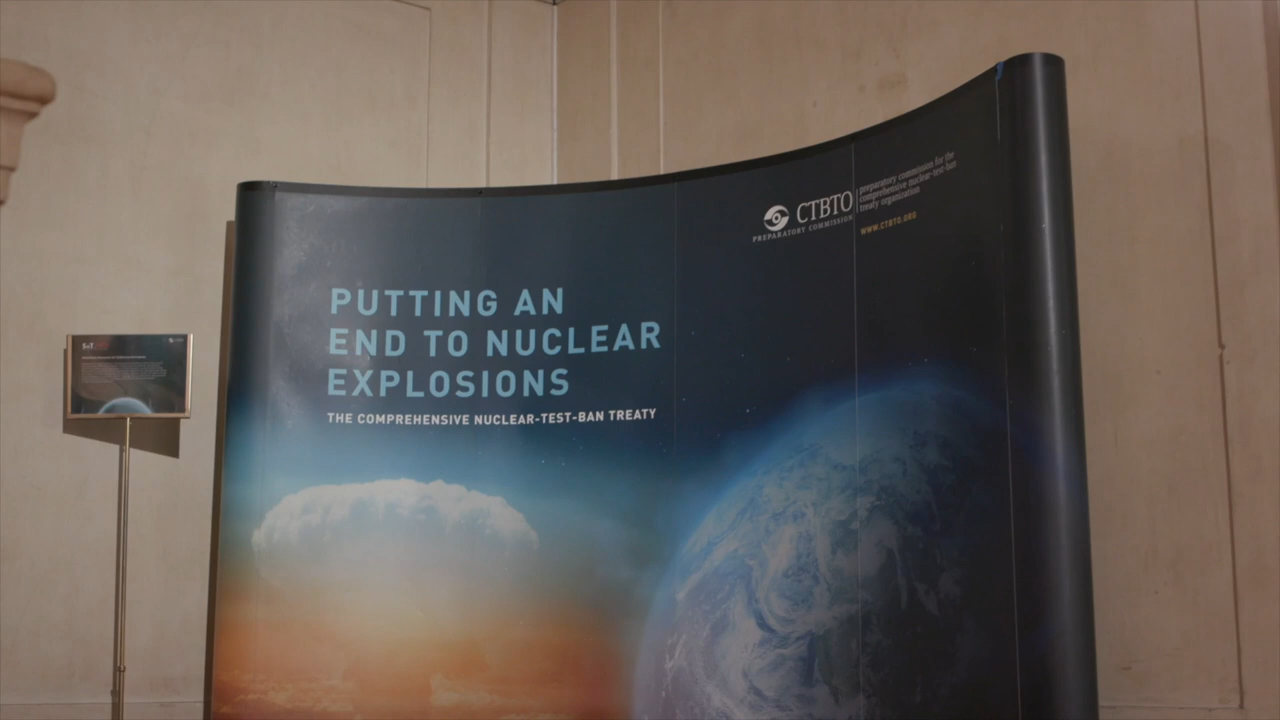 PUTTING AN
END TO NUCLEAR
EXPLOSIONS
THE COMPREHENSIVE NUCLEAR-TEST-BAN TREATY
CTBTO
PREPARATORY COMMISSION
preparatory commission for the
comprehensive nuclear-test-ban
treaty organization
WWW.CTBTO.ORG
SnT